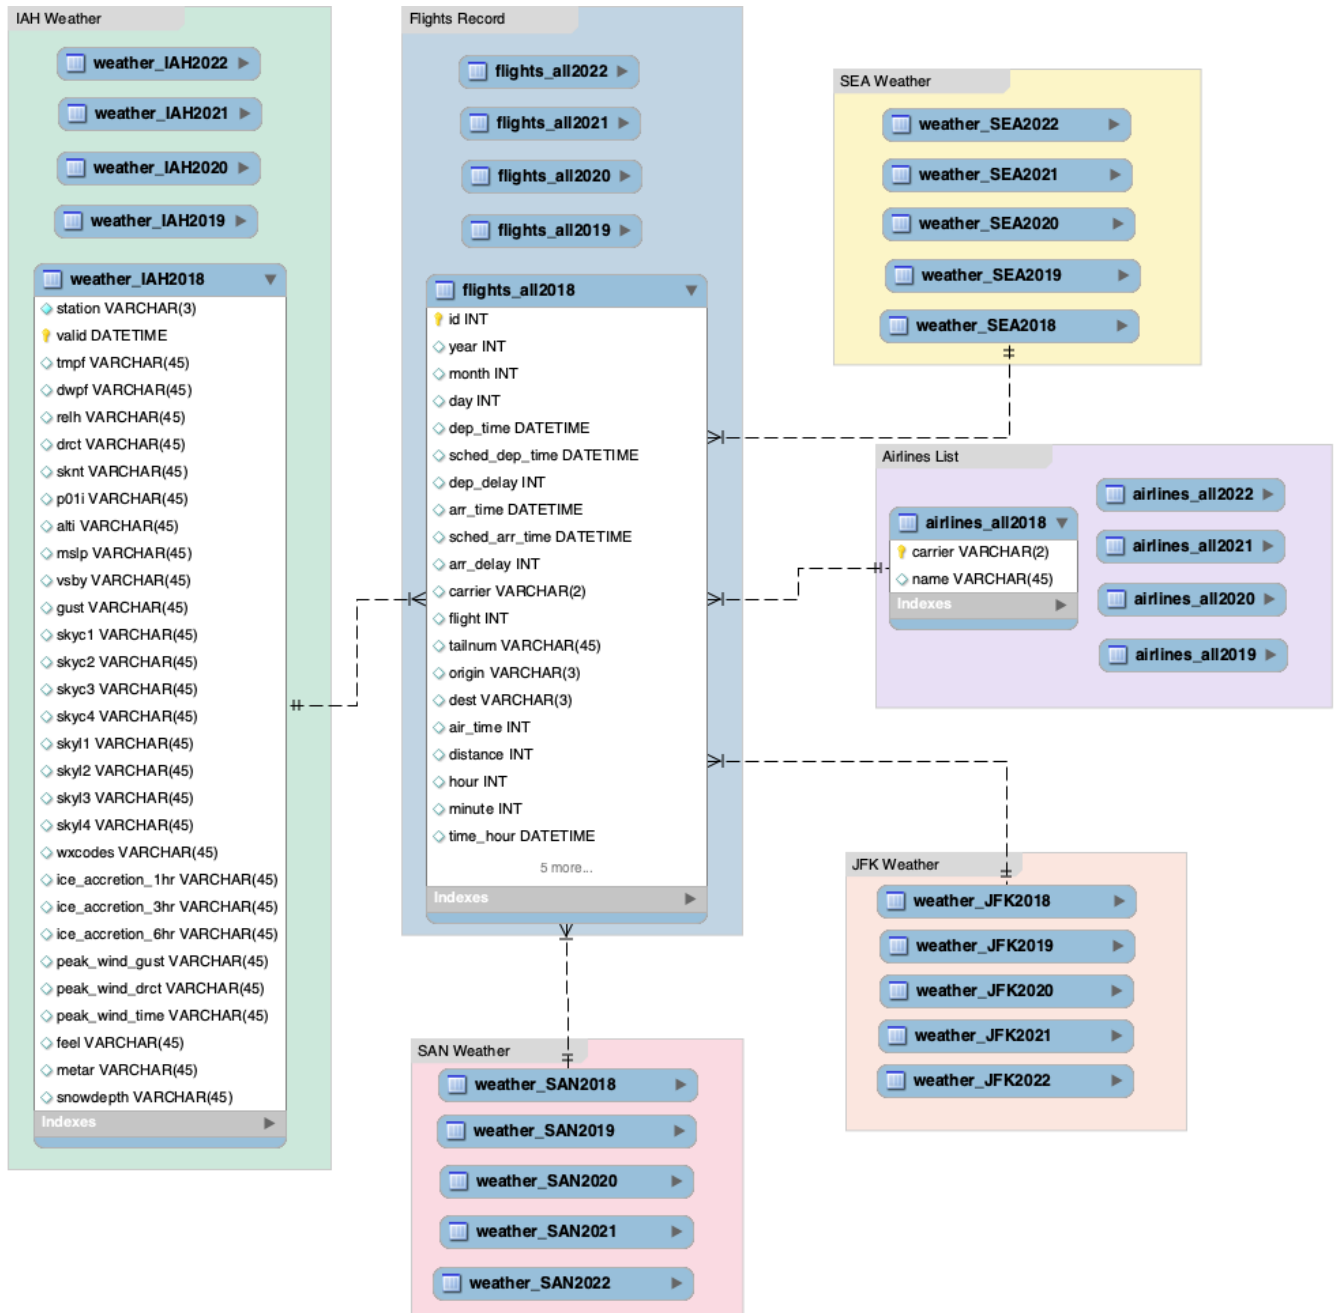 IAH Weather
weather_IAH2022
weather_IAH2021
weather_IAH2020
weather_IAH2019
weather_IAH2018
station VARCHAR(3)
valid DATETIME
tmpf VARCHAR(45)
dwpf VARCHAR(45)
relh VARCHAR(45)
drct VARCHAR(45)
sknt VARCHAR(45)
p01i VARCHAR(45)
alti VARCHAR(45)
mslp VARCHAR(45)
vsby VARCHAR(45)
gust VARCHAR(45)
skyc1 VARCHAR(45)
skyc2 VARCHAR(45)
skyc3 VARCHAR(45)
skyc4 VARCHAR(45)
skyl1 VARCHAR(45)
skyl2 VARCHAR(45)
skyl3 VARCHAR(45)
skyl4 VARCHAR(45)
wxcodes VARCHAR(45)
ice_accretion_1hr VARCHAR(45)
ice_accretion_3hr VARCHAR(45)
ice_accretion_6hr VARCHAR(45)
peak_wind_gust VARCHAR(45)
peak_wind_drct VARCHAR(45)
peak_wind_time VARCHAR(45)
feel VARCHAR(45)
metar VARCHAR(45)
snowdepth VARCHAR(45)
Indexes
Flights Record
flights_all2022
flights_all2021
flights_all2020
flights_all2019
flights_all2018
id INT
year INT
month INT
day INT
dep_time DATETIME
sched_dep_time DATETIME
dep_delay INT
arr_time DATETIME
sched_arr_time DATETIME
arr_delay INT
carrier VARCHAR(2)
flight INT
tailnum VARCHAR(45)
origin VARCHAR(3)
dest VARCHAR(3)
air_time INT
distance INT
hour INT
minute INT
time_hour DATETIME
5 more...
Indexes
SEA Weather
weather_SEA2022
weather_SEA2021
weather_SEA2020
weather_SEA2019
weather_SEA2018
Airlines List
airlines_all2018
carrier VARCHAR(2)
name VARCHAR(45)
Indexes
airlines_all2022
airlines_all2021
airlines_all2020
airlines_all2019
JFK Weather
weather_JFK2018
weather_JFK2019
weather_JFK2020
weather_JFK2021
weather_JFK2022
SAN Weather
weather_SAN2018
weather_SAN2019
weather_SAN2020
weather_SAN2021
weather_SAN2022